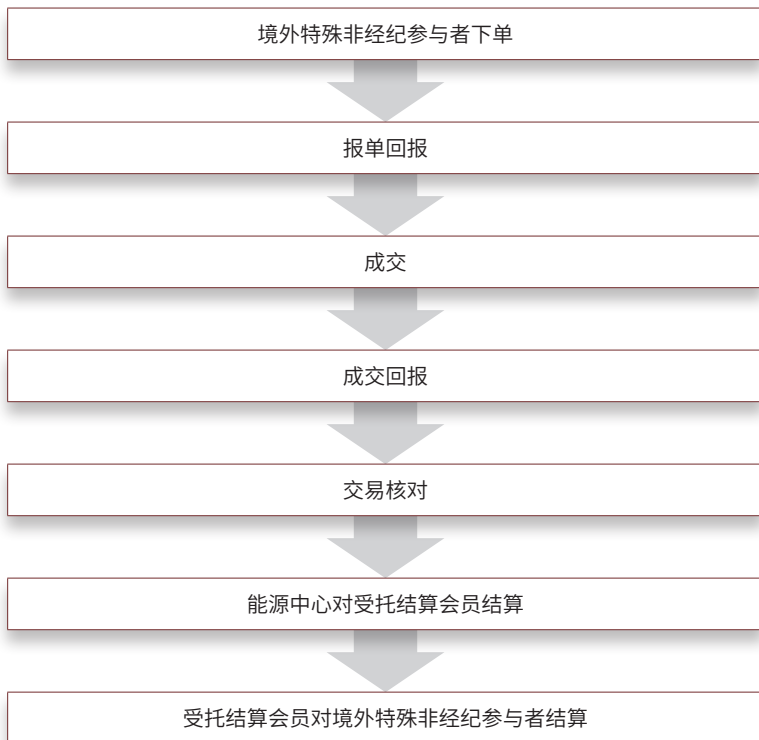 境外特殊非经纪参与者下单
报单回报
成交
成交回报
交易核对
能源中心对受托结算会员结算
受托结算会员对境外特殊非经纪参与者结算